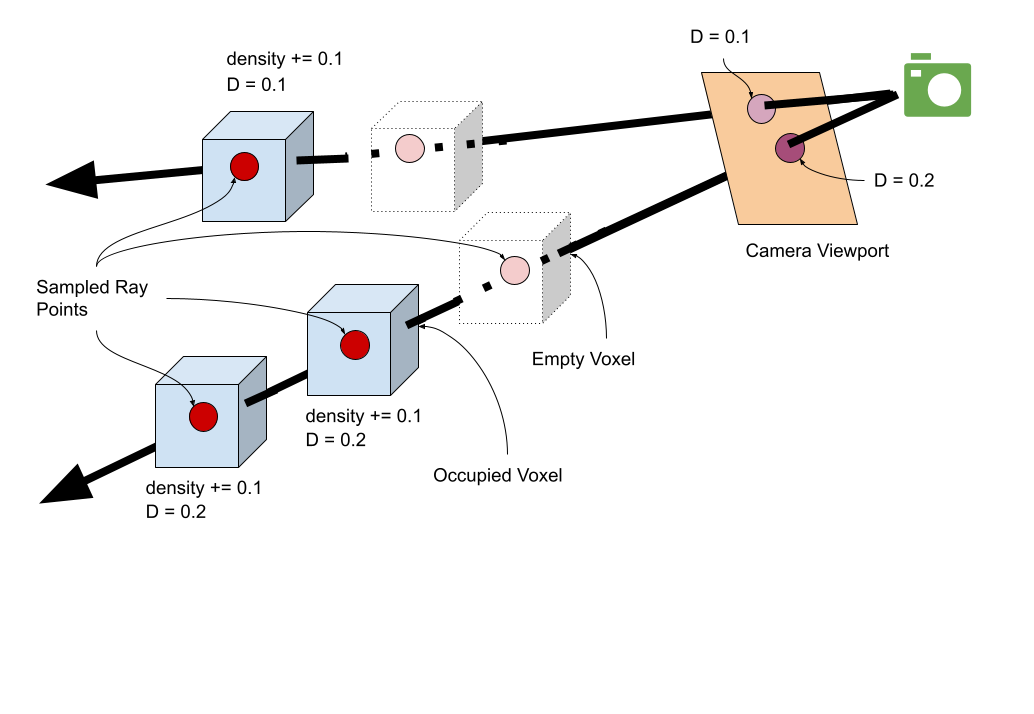 D = 0.1
density += 0.1
D = 0.1
D = 0.2
Camera Viewport
Sampled Ray
Points
Empty Voxel
density += 0.1
D = 0.2
Occupied Voxel
density += 0.1
D = 0.2